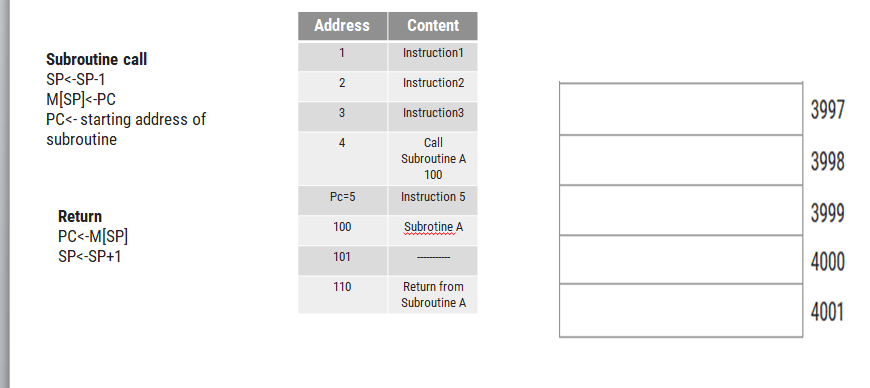 Subroutine call
SP<-SP-1
M[SP]<-PC
PC<- starting address of
subroutine
Return
PC<-M[SP]
SP<-SP+1
Address Content
1 Instruction1
2 Instruction2
3 Instruction3
4 Call
Subroutine A
100
Pc=5 Instruction 5
100 Subrotine A
101 -----------
110 Return from
Subroutine A
3997
3998
3999
4000
4001